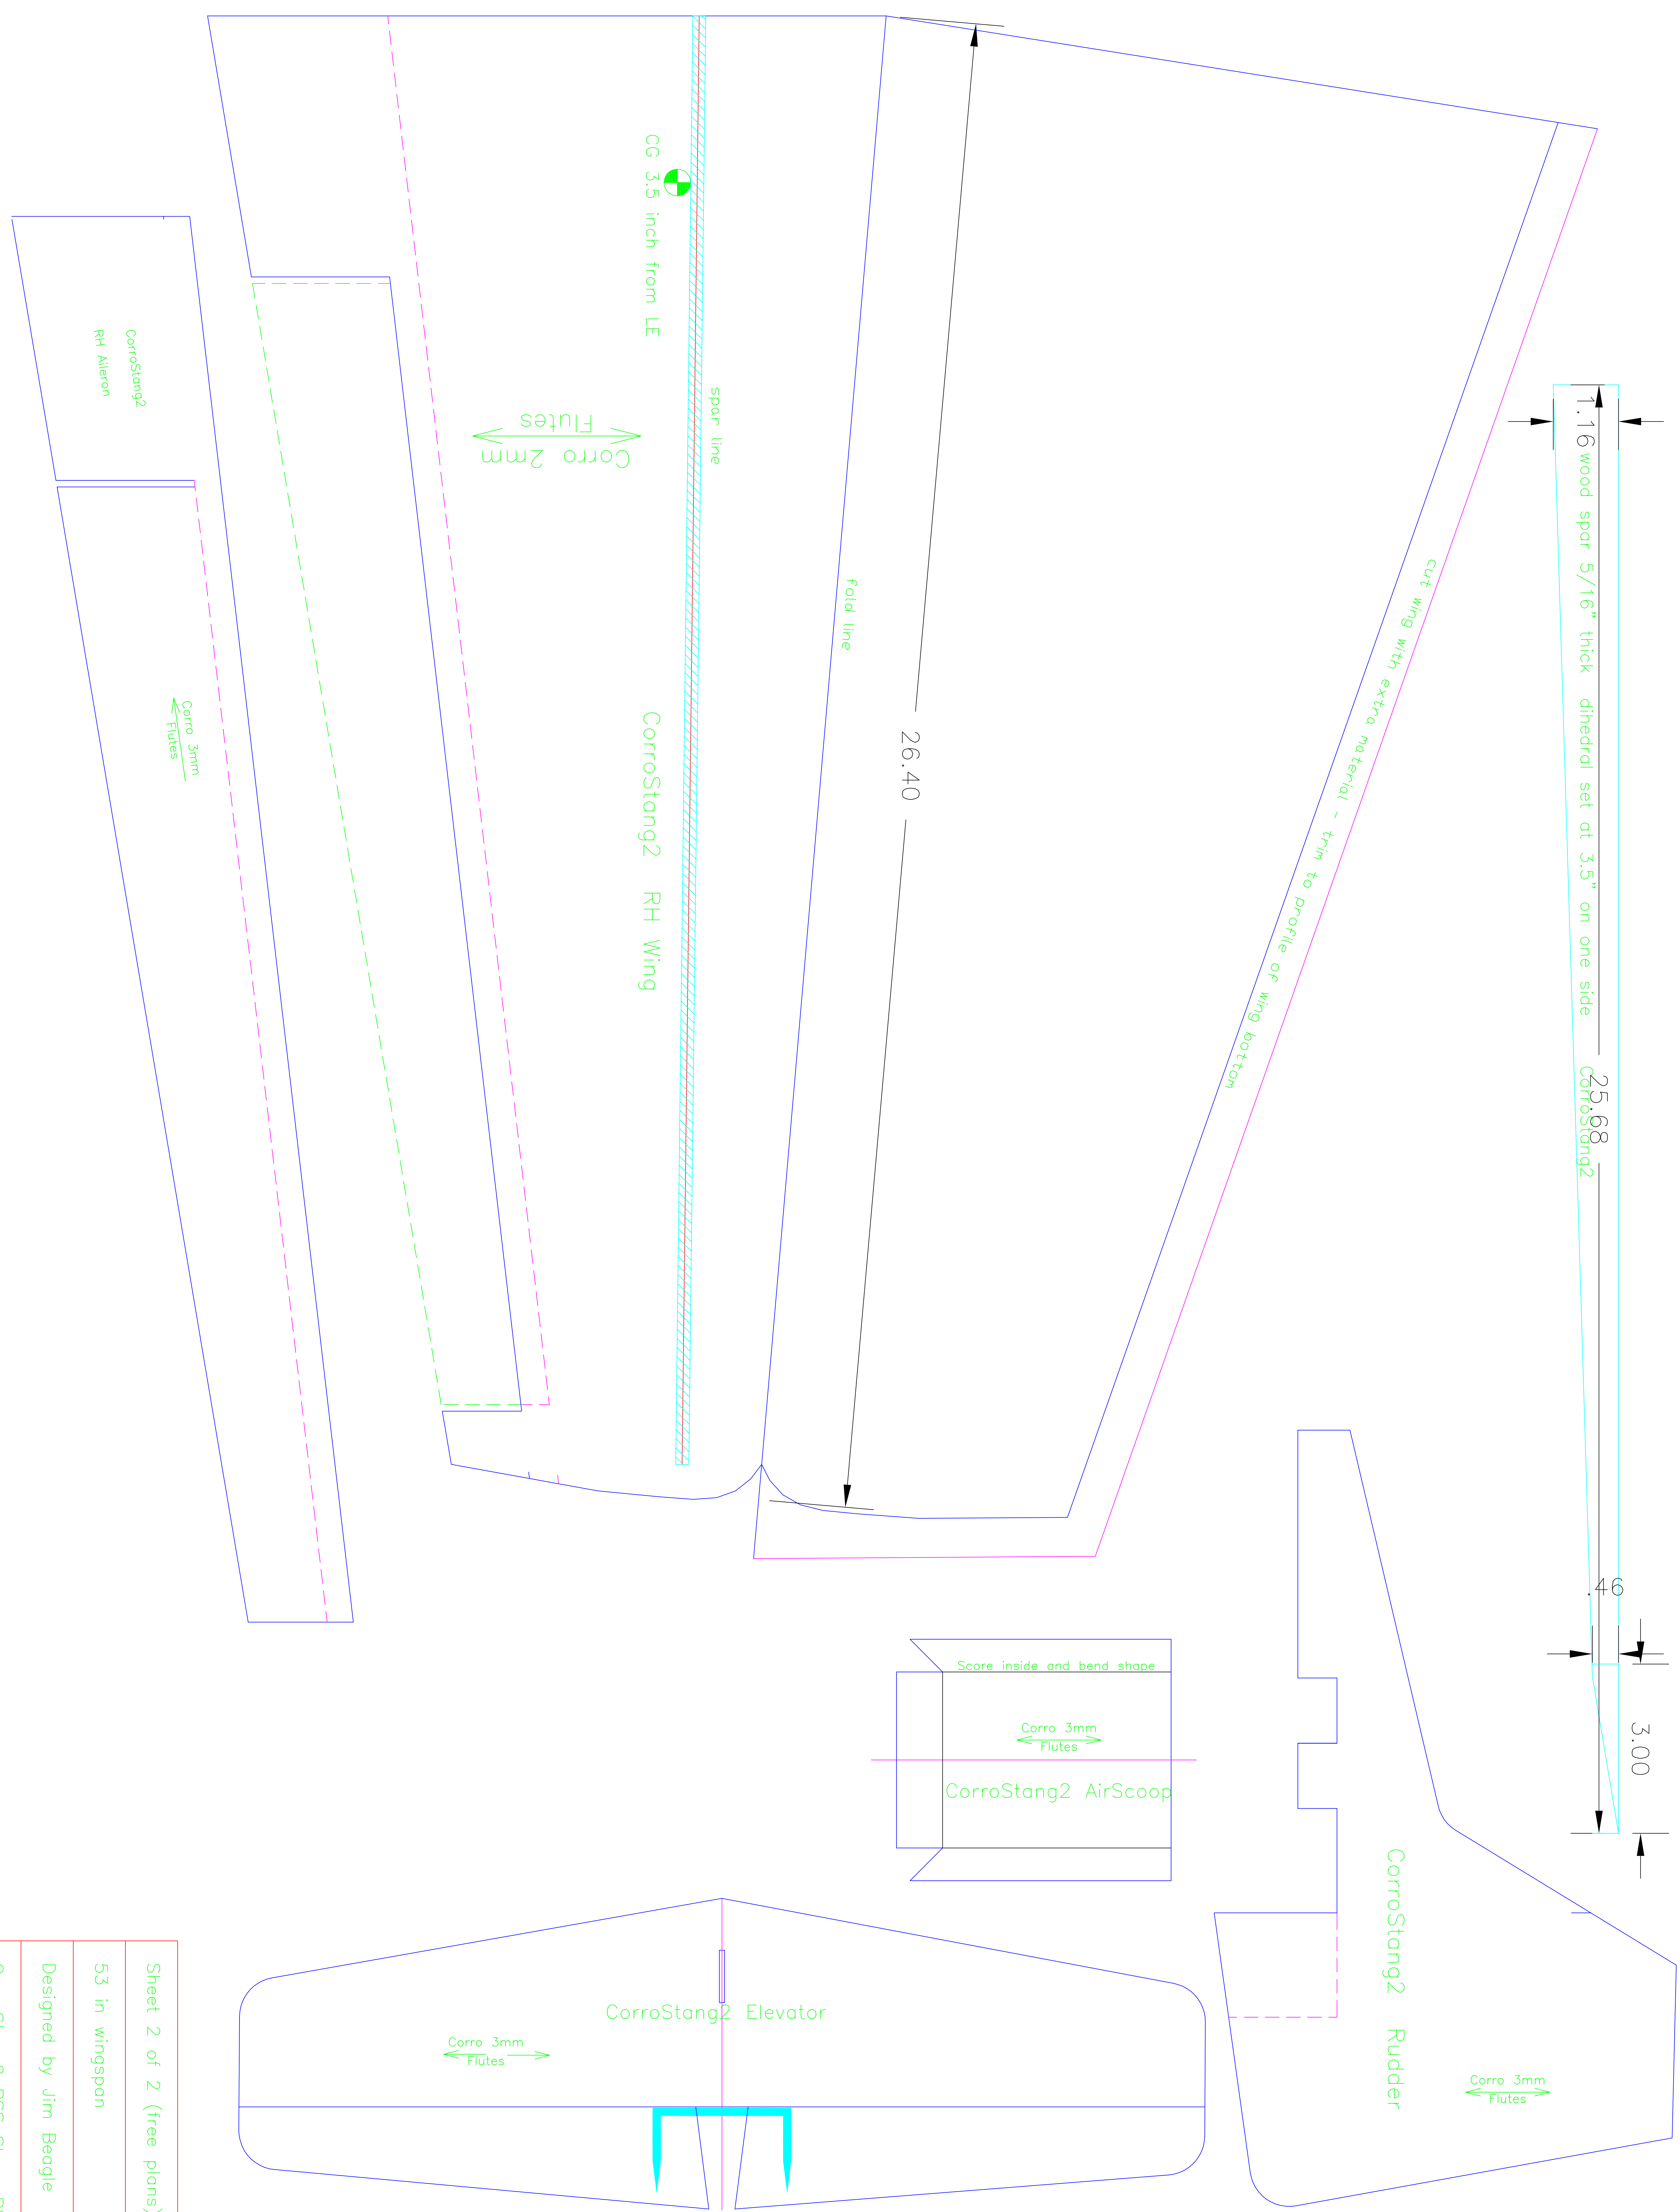 1.16
wood spar 5/16" thick dihedral set at 3.5" on one side CorroStang2
25.68
.46
3.00
cut wing with extra material - trim to profile of wing bottom
26.40
fold line
spar line
CG 3.5 inch from LE
CorroStang2 RH Wing
Corro 2mm
Flutes
CorroStang2
RH Aileron
Corro 3mm
Flutes
Score inside and bend shape
Corro 3mm
Flutes
CorroStang2 AirScoop
CorroStang2 Rudder
Corro 3mm
Flutes
CorroStang2 Elevator
Corro 3mm
Flutes
Sheet 2 of 2 (free plans)
53 in wingspan
Designed by Jim Beagle